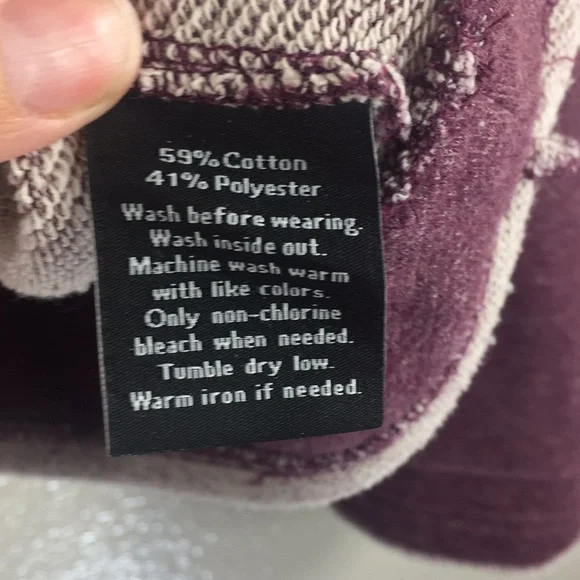 59% Cotton
41% Polyester
Wash before wearing.
Wash inside out.
Machine wash warm
with like colors.
Only non-chlorine
bleach when needed.
Tumble dry low.
Warm iron if needed.